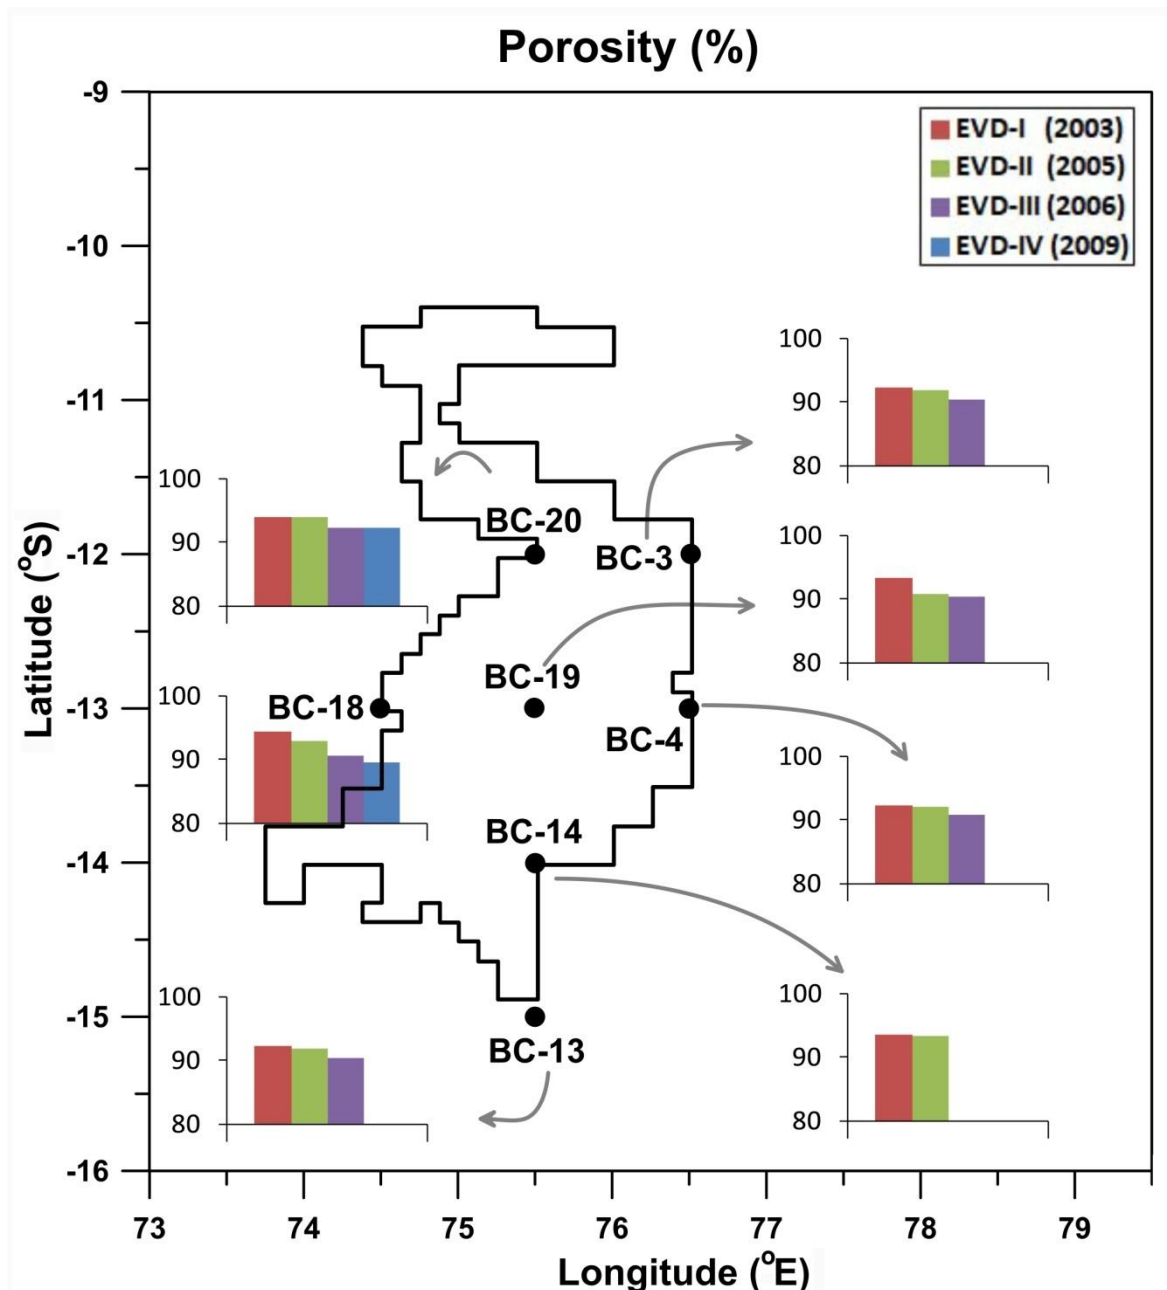 Porosity (%)
EVD-I (2003)
EVD-II (2005)
EVD-III (2006)
EVD-IV (2009)
-9
-10
-11
-12
-13
-14
-15
-16
Latitude (°S)
100
90
80
100
90
80
100
90
80
100
90
80
100
90
80
100
90
80
100
90
80
BC-20
BC-3
BC-19
BC-18
BC-4
BC-14
BC-13
73 74 75 76 77 78 79
Longitude (°E)